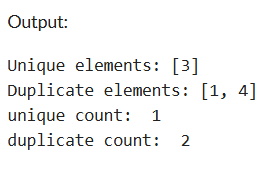 Output:
Unique elements: [3]
Duplicate elements: [1, 4]
unique count:  1
duplicate count:  2